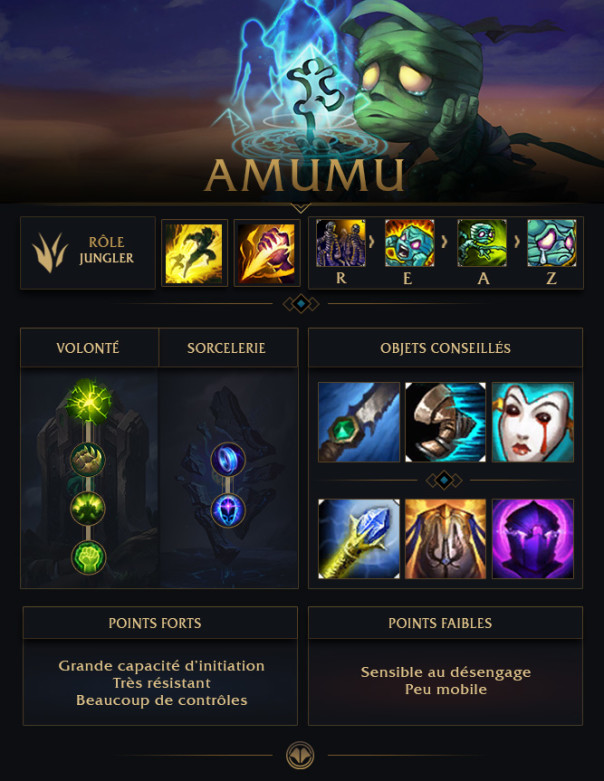 AMUMU
RÔLE
JUNGLER
R
E
A
Z
VOLONTÉ
SORCELERIE
OBJETS CONSEILLÉS
POINTS FORTS
Grande capacité d'initiation
Très résistant
Beaucoup de contrôles
POINTS FAIBLES
Sensible au désengage
Peu mobile